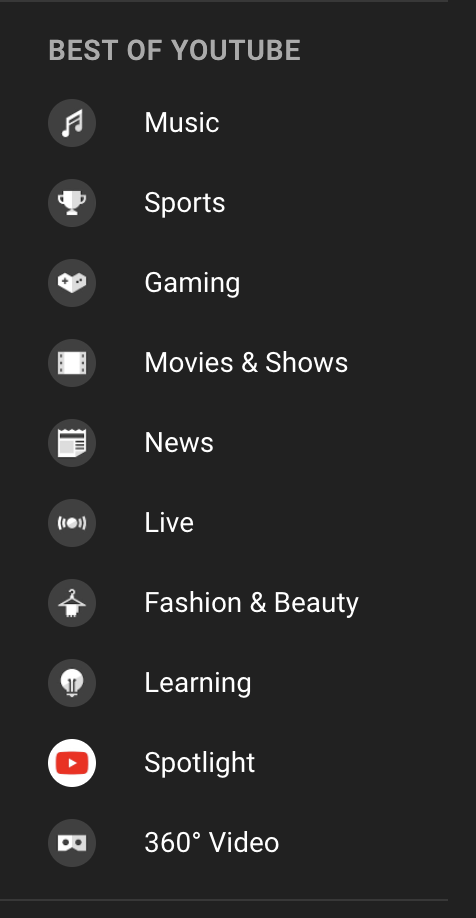 BEST OF YOUTUBE
Music
Sports
Gaming
Movies & Shows
News
Live
Fashion & Beauty
Learning
Spotlight
360° Video